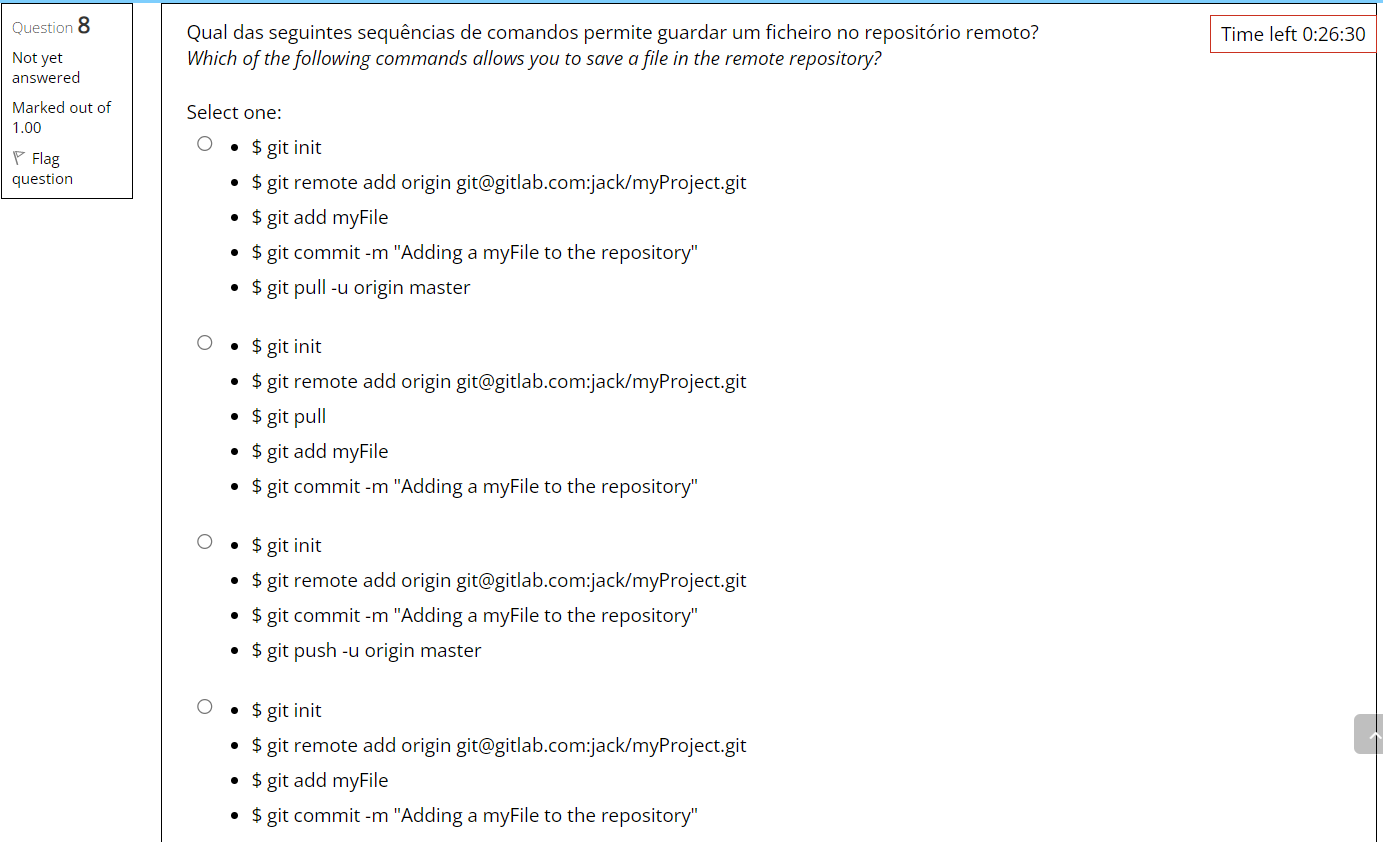 Question 8
Not yet
answered
Marked out of
1.00
Flag
question
Qual das seguintes sequências de comandos permite guardar um ficheiro no repositório remoto?
Which of the following commands allows you to save a file in the remote repository?
Time left 0:26:30
Select one:
$ git init
$ git remote add origin git@gitlab.com:jack/myProject.git
$ git add myFile
$ git commit -m "Adding a myFile to the repository"
$ git pull -u origin master
$ git init
$ git remote add origin git@gitlab.com:jack/myProject.git
$ git pull
$ git add myFile
$ git commit -m "Adding a myFile to the repository"
$ git init
$ git remote add origin git@gitlab.com:jack/myProject.git
$ git commit -m "Adding a myFile to the repository"
$ git push -u origin master
$ git init
$ git remote add origin git@gitlab.com:jack/myProject.git
$ git add myFile
$ git commit -m "Adding a myFile to the repository"